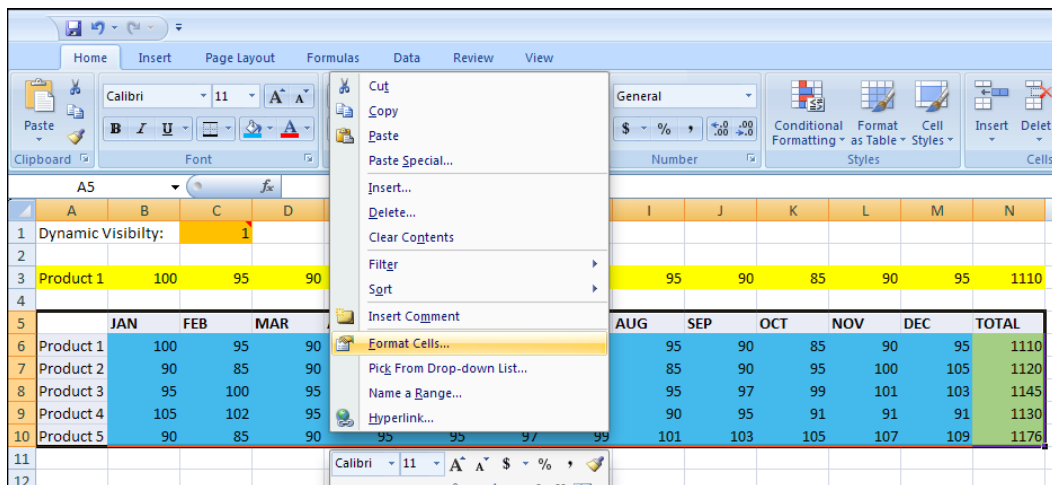 Home Insert Page Layout Formulas Data Review View
Cut
Copy
Paste
Paste Special...
Insert...
Delete...
Clear Contents
Filter
Sort
Insert Comment
Format Cells...
Pick From Drop-down List...
Name a Range...
Hyperlink...
Paste
Calibri 11 A A
B I U A
Clipboard Font
General
$ % , .0 .00 .00 .0
Number
Conditional Formatting
Format as Table
Cell Styles
Styles
Insert Delet
Cells
A5 fx
A B C D I J K L M N
1 Dynamic Visibilty: 1
2
3 Product 1 100 95 90 95 90 85 90 95 1110
4
5 JAN FEB MAR AUG SEP OCT NOV DEC TOTAL
6 Product 1 100 95 90 95 90 85 90 95 1110
7 Product 2 90 85 90 85 90 95 100 105 1120
8 Product 3 95 100 95 95 97 99 101 103 1145
9 Product 4 105 102 95 90 95 91 91 91 1130
10 Product 5 90 85 90 95 95 97 99 101 103 105 107 109 1176
11
12
Calibri 11 A A $ % ,